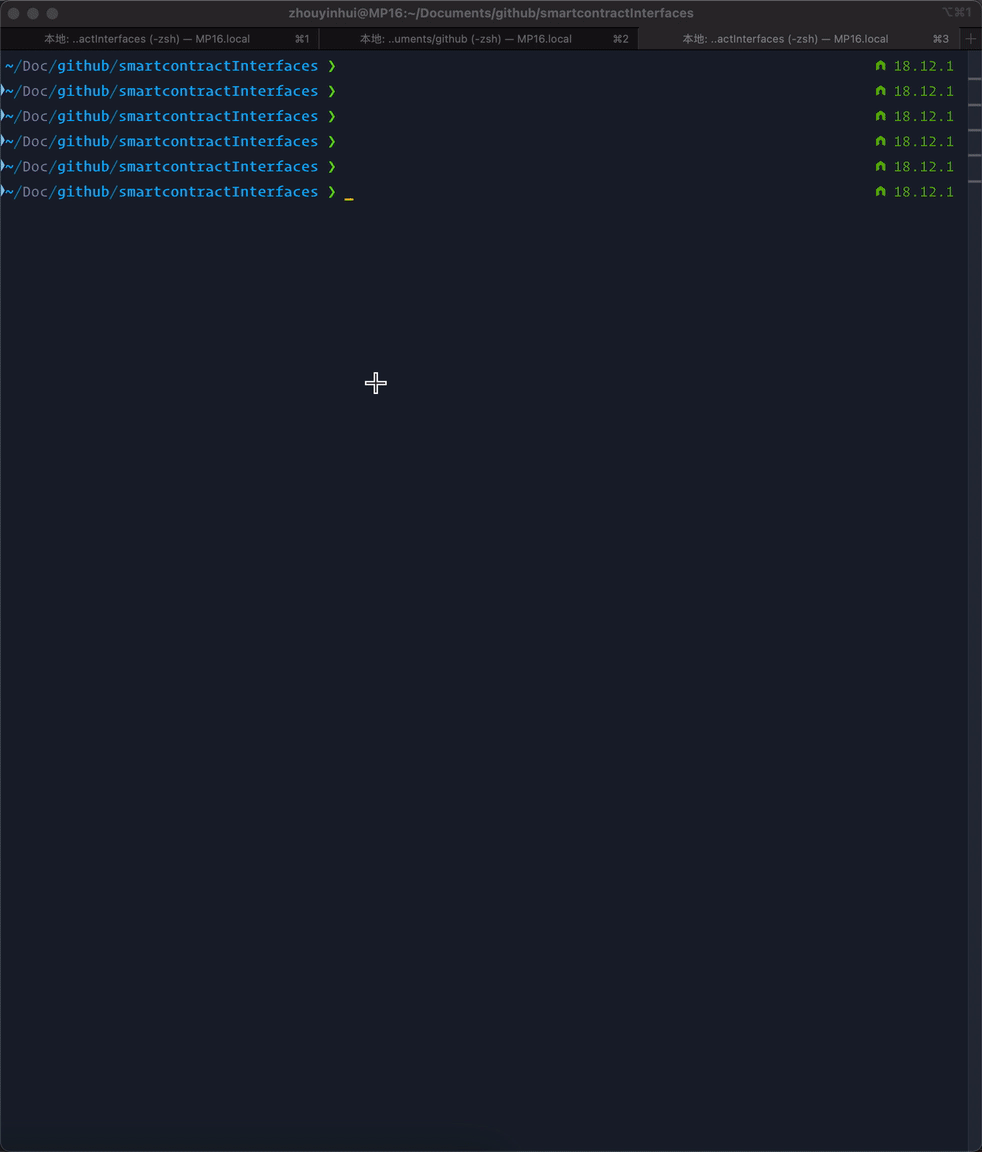 zhouyinhui@MP16:~/Documents/github/smartcontractInterfaces ⌥⌘1
本地: ..actInterfaces (-zsh) — MP16.local ⌘1 本地: ..uments/github (-zsh) — MP16.local ⌘2 本地: ..actInterfaces (-zsh) — MP16.local ⌘3 +
~/Doc/github/smartcontractInterfaces ❯ 18.12.1
~/Doc/github/smartcontractInterfaces ❯ 18.12.1
~/Doc/github/smartcontractInterfaces ❯ 18.12.1
~/Doc/github/smartcontractInterfaces ❯ 18.12.1
~/Doc/github/smartcontractInterfaces ❯ 18.12.1
~/Doc/github/smartcontractInterfaces ❯ _ 18.12.1